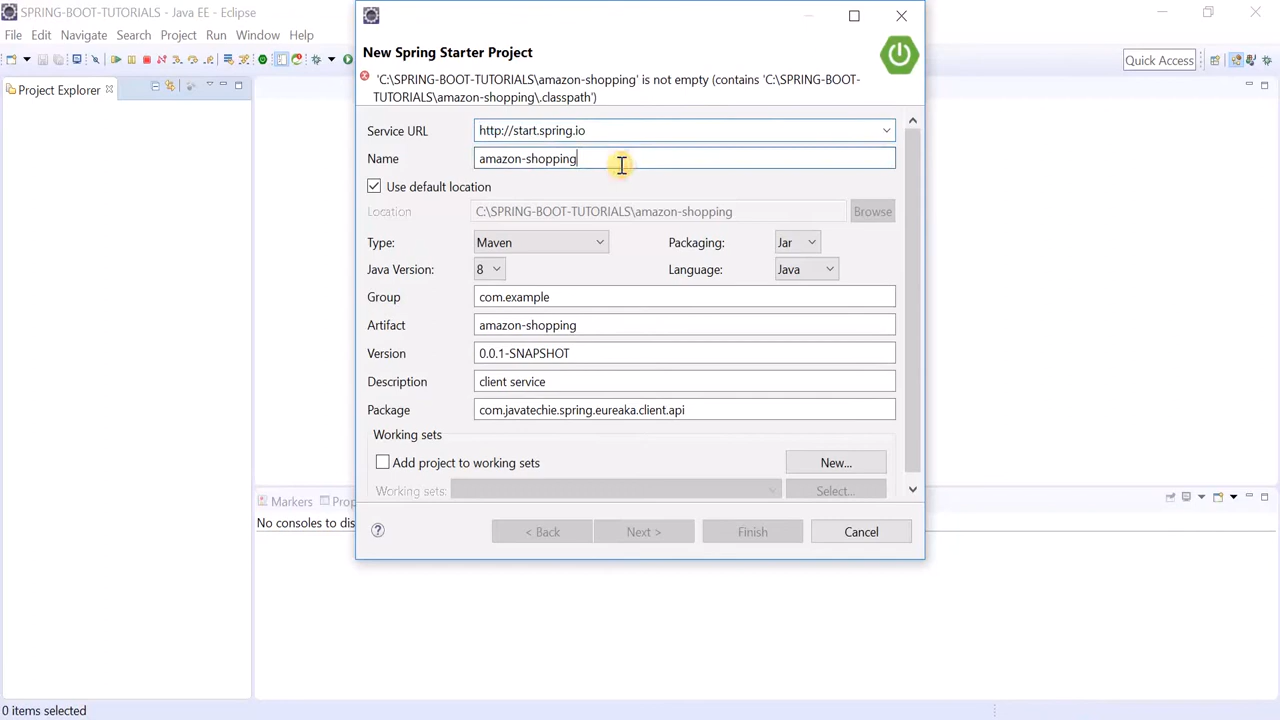 SPRING-BOOT-TUTORIALS - Java EE - Eclipse
File Edit Navigate Search Project Run Window Help
Quick Access
Project Explorer
New Spring Starter Project
'C:\SPRING-BOOT-TUTORIALS\amazon-shopping' is not empty (contains 'C:\SPRING-BOOT-
TUTORIALS\amazon-shopping\.classpath')
Service URL http://start.spring.io
Name amazon-shopping
Use default location
Location C:\SPRING-BOOT-TUTORIALS\amazon-shopping Browse
Type: Maven Packaging: Jar
Java Version: 8 Language: Java
Group com.example
Artifact amazon-shopping
Version 0.0.1-SNAPSHOT
Description client service
Package com.javatechie.spring.eureaka.client.api
Working sets
Add project to working sets New...
Working sets: Select...
< Back Next > Finish Cancel
Markers Prop
No consoles to dis
0 items selected